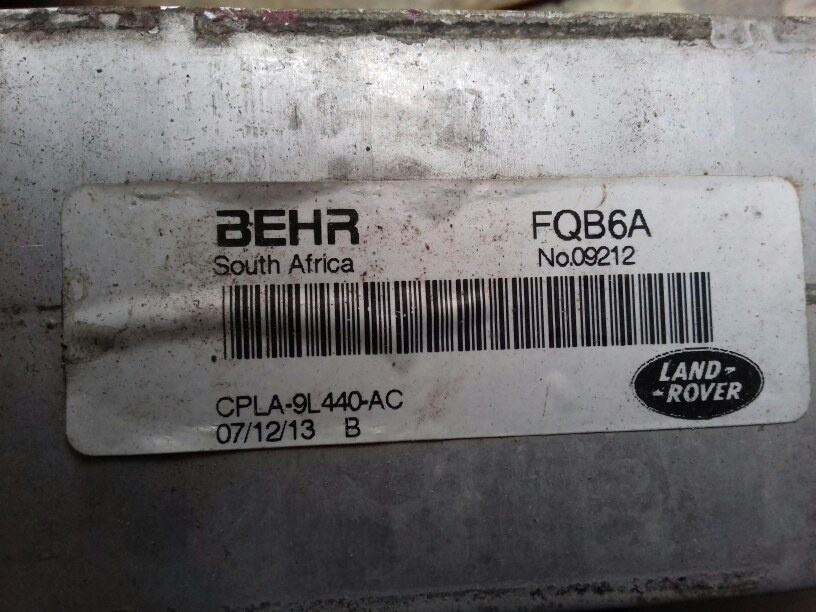 BEHR
South Africa
FQB6A
No.09212
CPLA-9L440-AC
07/12/13 B
LAND
ROVER